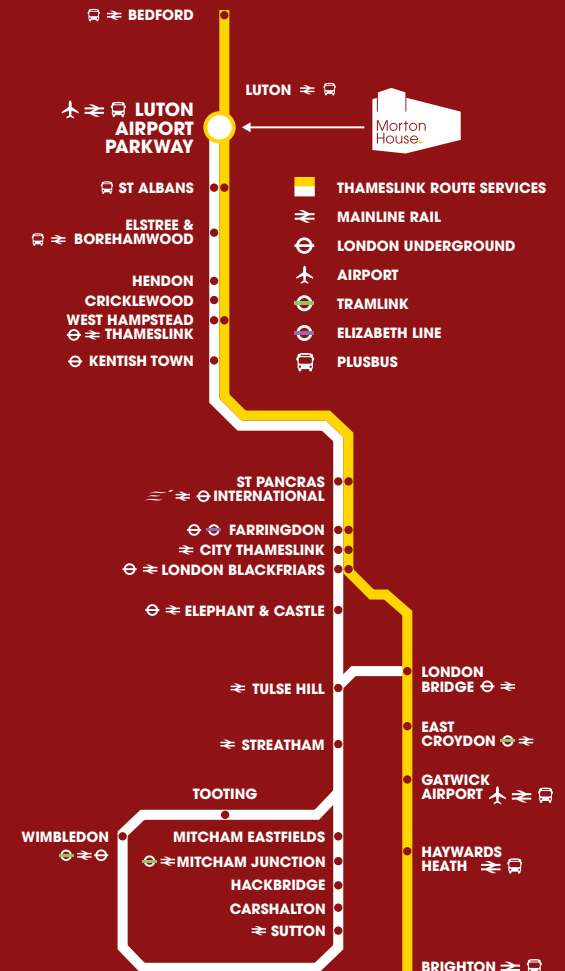 BEDFORD
LUTON
LUTON
AIRPORT
PARKWAY
Morton
House.
ST ALBANS
THAMESLINK ROUTE SERVICES
MAINLINE RAIL
LONDON UNDERGROUND
AIRPORT
TRAMLINK
ELIZABETH LINE
PLUSBUS
ELSTREE &
BOREHAMWOOD
HENDON
CRICKLEWOOD
WEST HAMPSTEAD
THAMESLINK
KENTISH TOWN
ST PANCRAS
INTERNATIONAL
FARRINGDON
CITY THAMESLINK
LONDON BLACKFRIARS
ELEPHANT & CASTLE
LONDON
BRIDGE
TULSE HILL
EAST
CROYDON
STREATHAM
GATWICK
AIRPORT
TOOTING
WIMBLEDON
MITCHAM EASTFIELDS
MITCHAM JUNCTION
HAYWARDS
HEATH
HACKBRIDGE
CARSHALTON
SUTTON
BRIGHTON